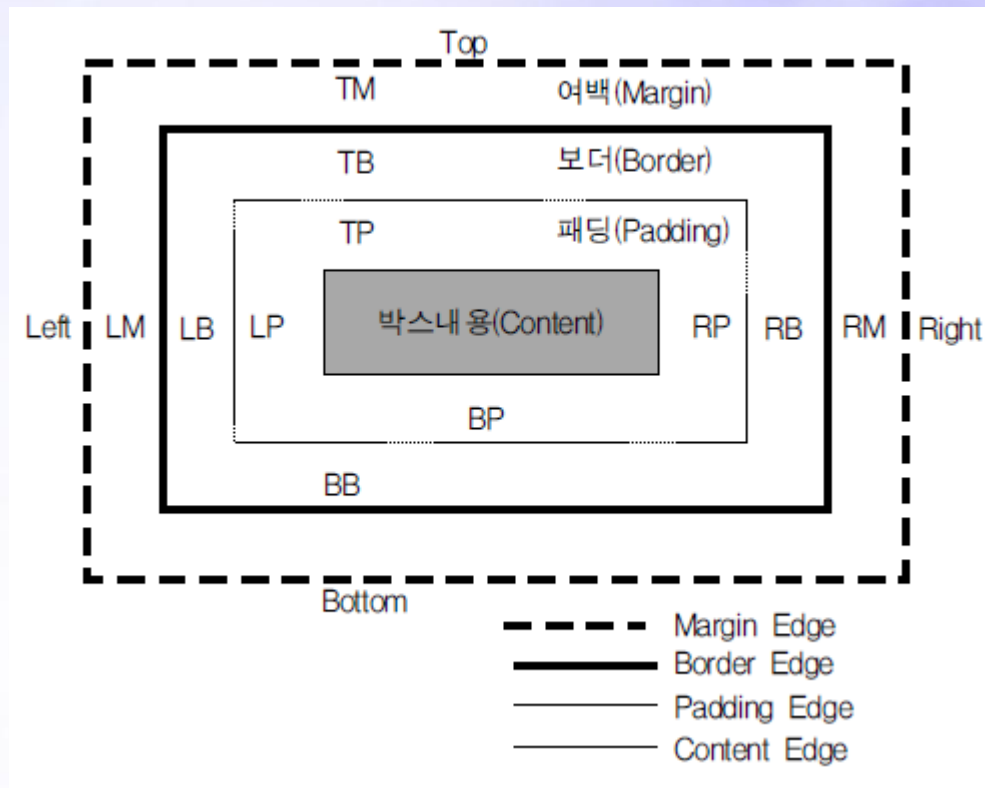 Top
TM 여백(Margin)
TB 보더(Border)
TP 패딩(Padding)
Left LM LB LP 박스내용(Content) RP RB RM Right
BP
BB
Bottom
Margin Edge
Border Edge
Padding Edge
Content Edge